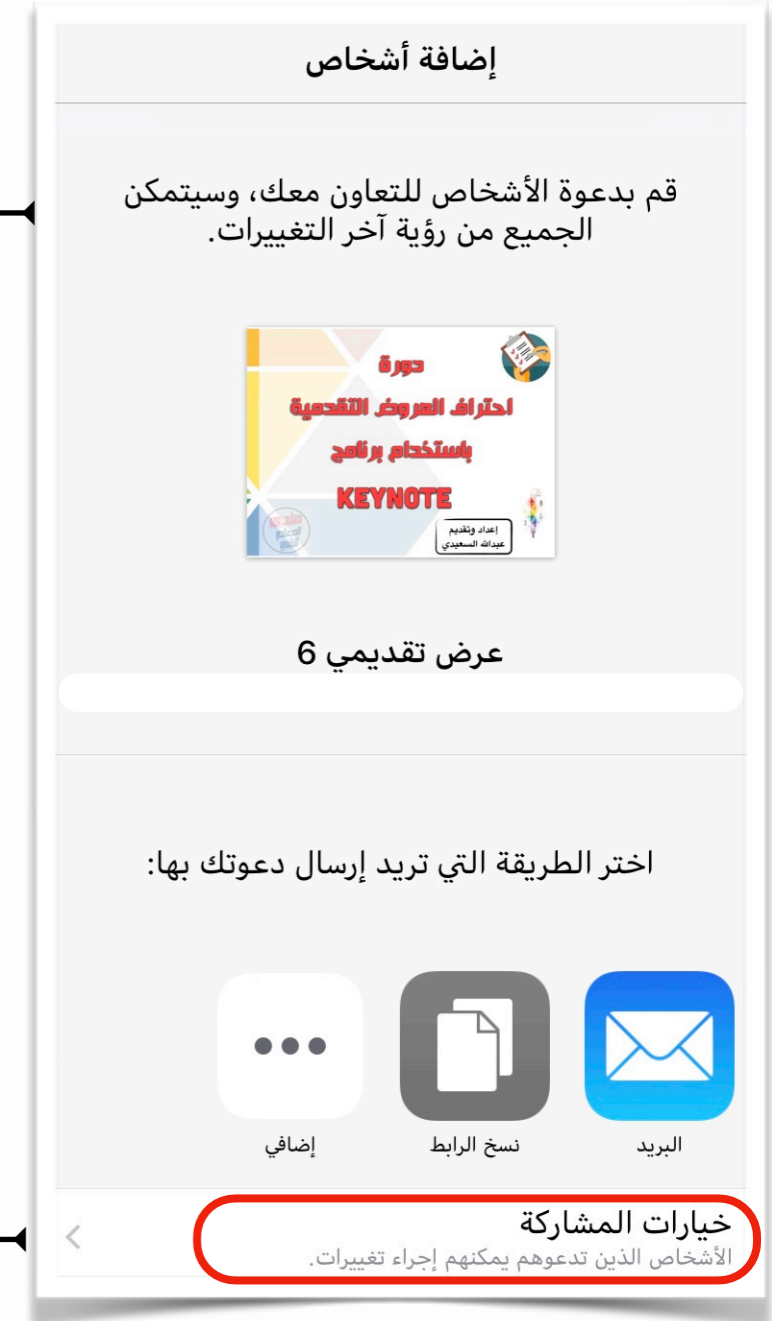 إضافة أشخاص
قم بدعوة الأشخاص للتعاون معك، وسيتمكن
الجميع من رؤية آخر التغييرات.
دورة
احتراف العروض التقدمية
باستخدام برنامج
KEYNOTE
إعداد وتقديم
عبدالله السعيدي
عرض تقديمي 6
اختر الطريقة التي تريد إرسال دعوتك بها:
البريد
نسخ الرابط
إضافي
خيارات المشاركة
الأشخاص الذين تدعوهم يمكنهم إجراء تغييرات.